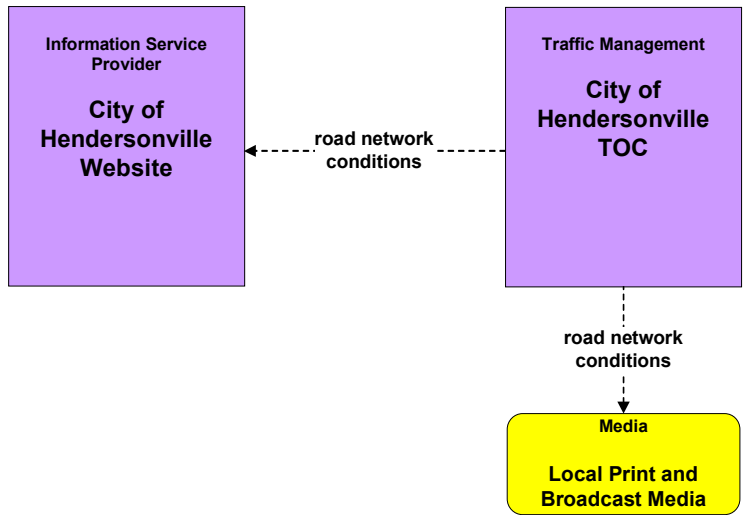 Information Service
Provider
City of
Hendersonville
Website
road network
conditions
Traffic Management
City of
Hendersonville
TOC
road network
conditions
Media
Local Print and
Broadcast Media